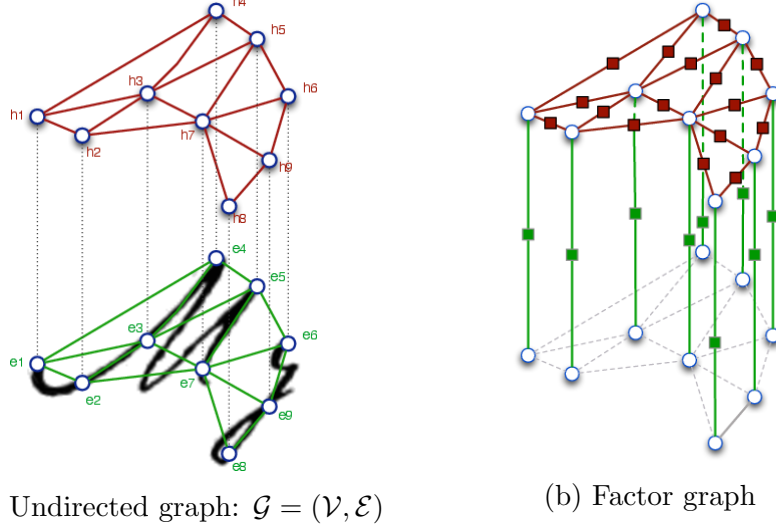 h4
h5
h3
h6
h1
h7
h2
h9
h8
e4
e5
e3
e6
e1
e7
e2
e9
e8
Undirected graph: 𝒢 = (𝒱, ℰ)
(b) Factor graph